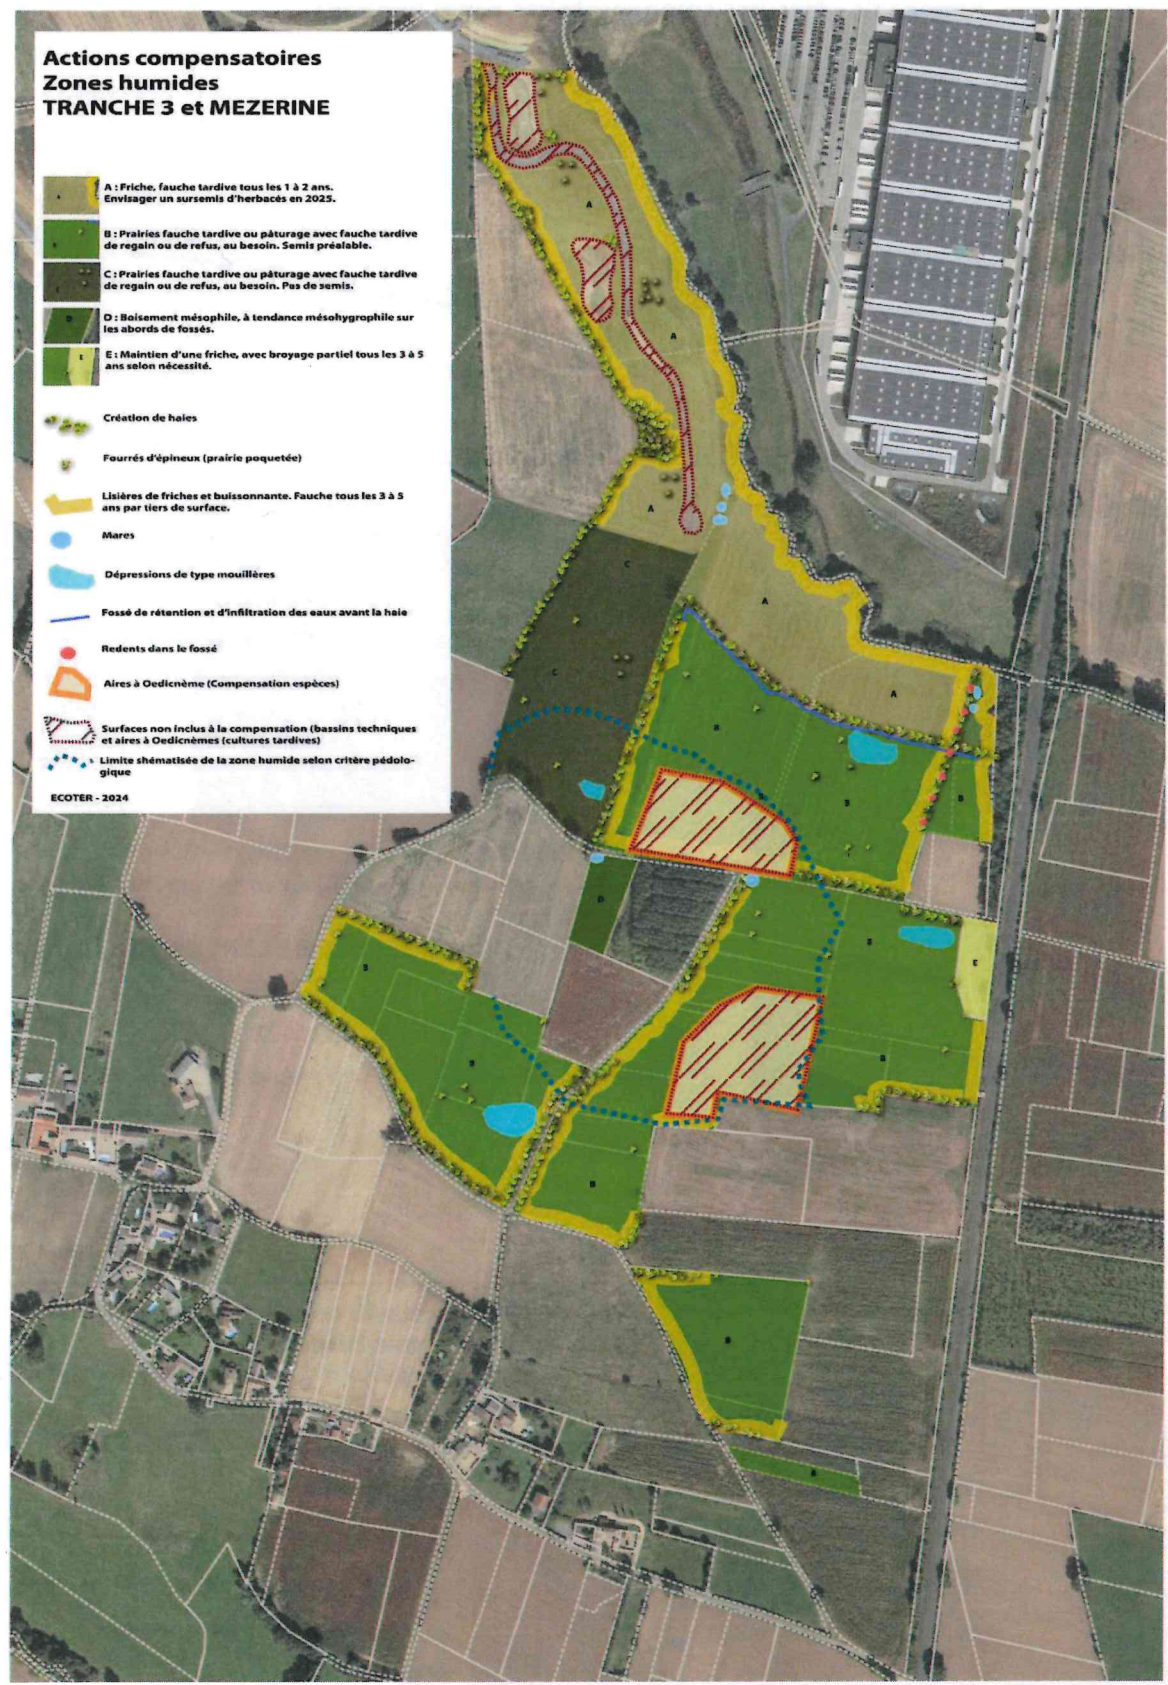 Actions compensatoires
Zones humides
TRANCHE 3 et MEZERINE
A : Friche, fauche tardive tous les 1 à 2 ans.
Envisager un sursemis d'herbacés en 2025.
B : Prairies fauche tardive ou pâturage avec fauche tardive
de regain ou de refus, au besoin. Semis préalable.
C : Prairies fauche tardive ou pâturage avec fauche tardive
de regain ou de refus, au besoin. Pas de semis.
D : Boisement mésophile, à tendance mésohygrophile sur
les abords de fossés.
E : Maintien d'une friche, avec broyage partiel tous les 3 à 5
ans selon nécessité.
Création de haies
Fourrés d'épineux (prairie poquetée)
Lisières de friches et buissonnante. Fauche tous les 3 à 5
ans par tiers de surface.
Mares
Dépressions de type mouillères
Fossé de rétention et d'infiltration des eaux avant la haie
Redents dans le fossé
Aires à Oedicnème (Compensation espèces)
Surfaces non inclus à la compensation (bassins techniques
et aires à Oedicnèmes (cultures tardives)
Limite shématisée de la zone humide selon critère pédolo-
gique
ECOTER - 2024
A
A
A
C
A
C
A
B
B
B
D
B
E
B
B
B
B
B